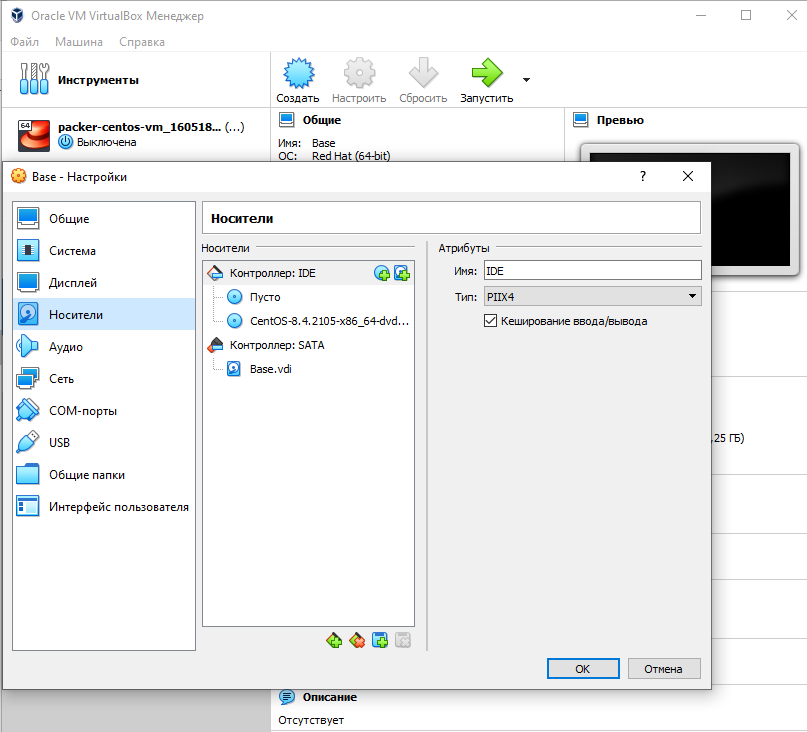 Oracle VM VirtualBox Менеджер
Файл Машина Справка
Инструменты
Создать Настроить Сбросить Запустить
64
packer-centos-vm_160518... (...)
Выключена
Общие
Имя: Base
ОС: Red Hat (64-bit)
Превью
Base - Настройки
?
Общие
Система
Дисплей
Носители
Аудио
Сеть
COM-порты
USB
Общие папки
Интерфейс пользователя
Носители
Носители
Контроллер: IDE
Пусто
CentOS-8.4.2105-x86_64-dvd...
Контроллер: SATA
Base.vdi
Атрибуты
Имя: IDE
Тип: PIIX4
Кеширование ввода/вывода
,25 ГБ)
OK Отмена
Описание
Отсутствует